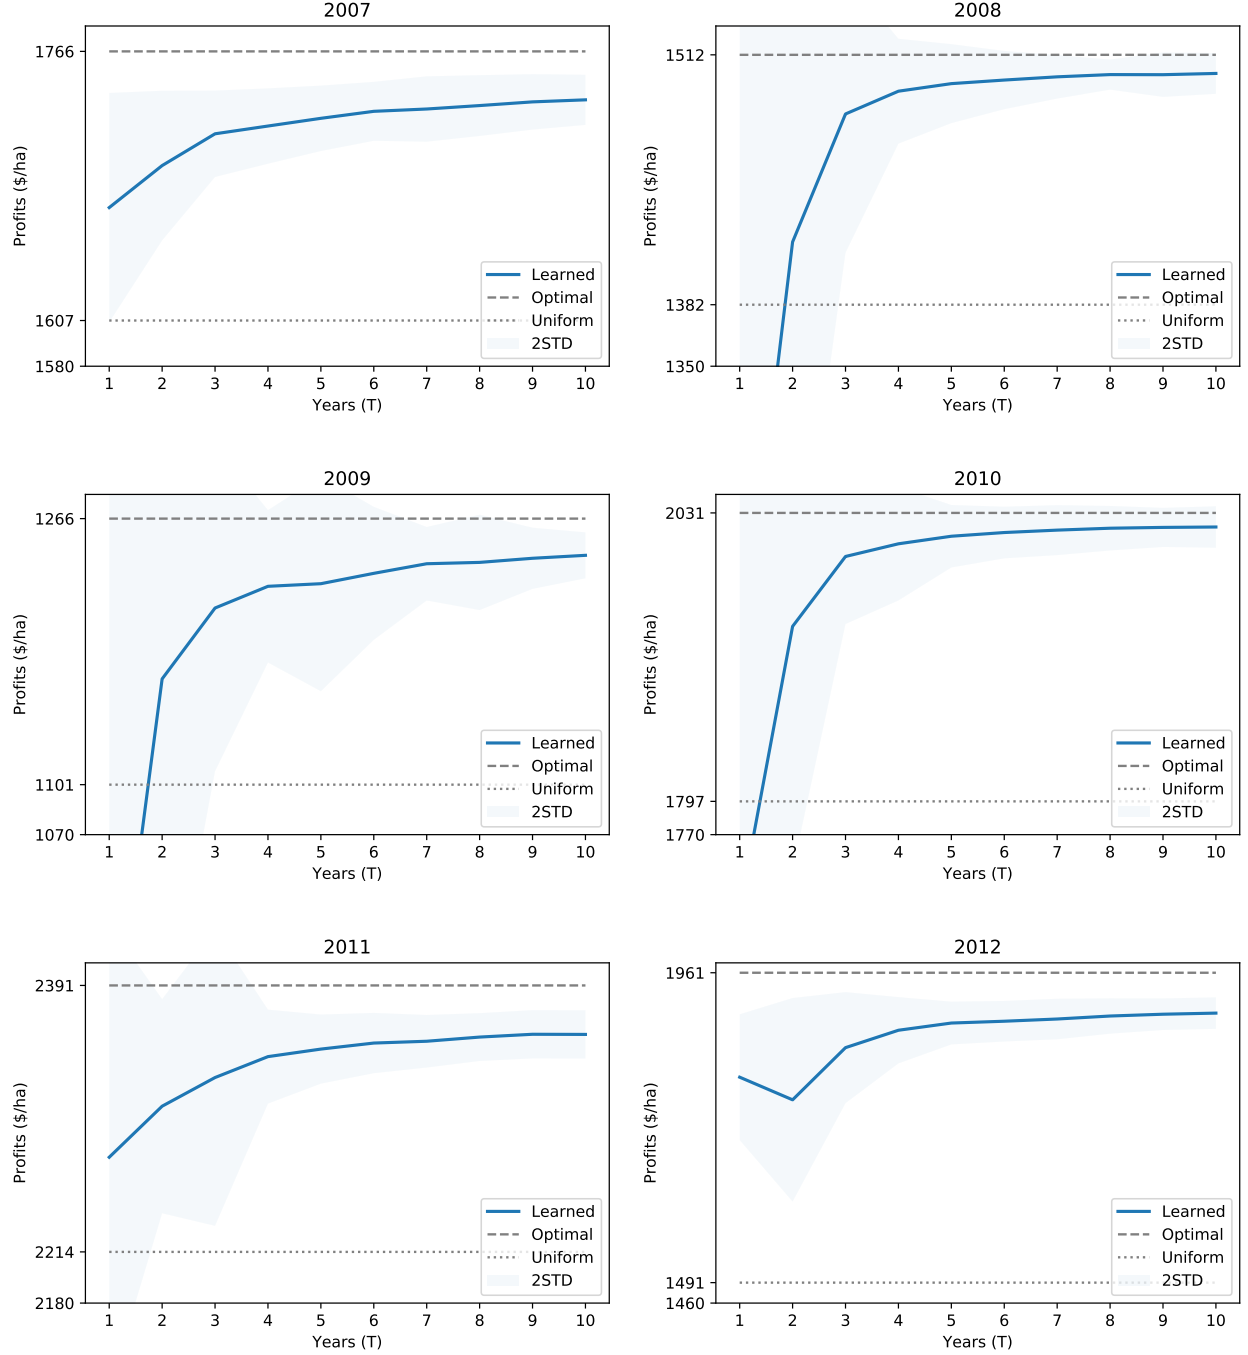 2007
1766
1607
1580
Profits ($/ha)
Learned
Optimal
Uniform
2STD
1 2 3 4 5 6 7 8 9 10
Years (T)
2008
1512
1382
1350
Profits ($/ha)
Learned
Optimal
Uniform
2STD
1 2 3 4 5 6 7 8 9 10
Years (T)
2009
1266
1101
1070
Profits ($/ha)
Learned
Optimal
Uniform
2STD
1 2 3 4 5 6 7 8 9 10
Years (T)
2010
2031
1797
1770
Profits ($/ha)
Learned
Optimal
Uniform
2STD
1 2 3 4 5 6 7 8 9 10
Years (T)
2011
2391
2214
2180
Profits ($/ha)
Learned
Optimal
Uniform
2STD
1 2 3 4 5 6 7 8 9 10
Years (T)
2012
1961
1491
1460
Profits ($/ha)
Learned
Optimal
Uniform
2STD
1 2 3 4 5 6 7 8 9 10
Years (T)